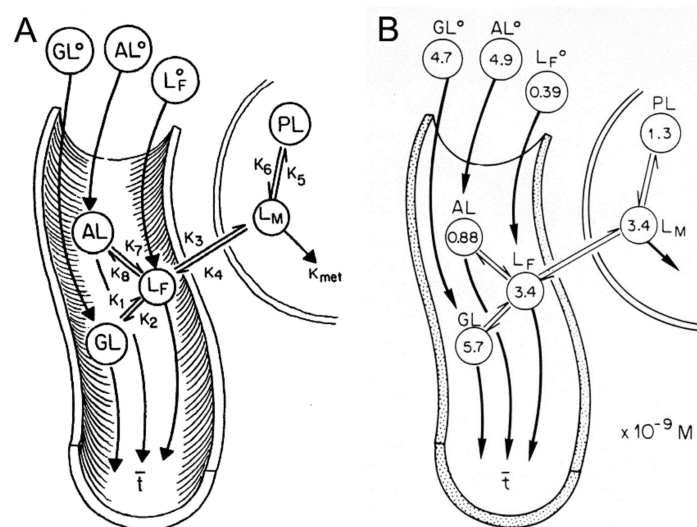 A
GL°
AL°
L°F
PL
K6
K5
LM
Kmet
AL
K7
K8
K3
K4
LF
K1
K2
GL
t̄
B
GL°
4.7
AL°
4.9
LF°
0.39
PL
1.3
AL
0.88
LM
3.4
LF
3.4
GL
5.7
x 10-9 M
t̄